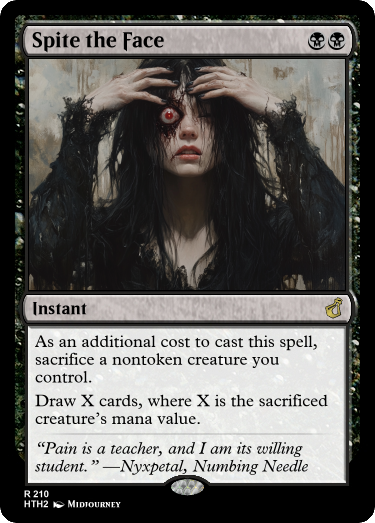 Spite the Face
Instant
As an additional cost to cast this spell,
sacrifice a nontoken creature you
control.
Draw X cards, where X is the sacrificed
creature's mana value.
“Pain is a teacher, and I am its willing
student.” —Nyxpetal, Numbing Needle
R 210
HTH2 Midjourney